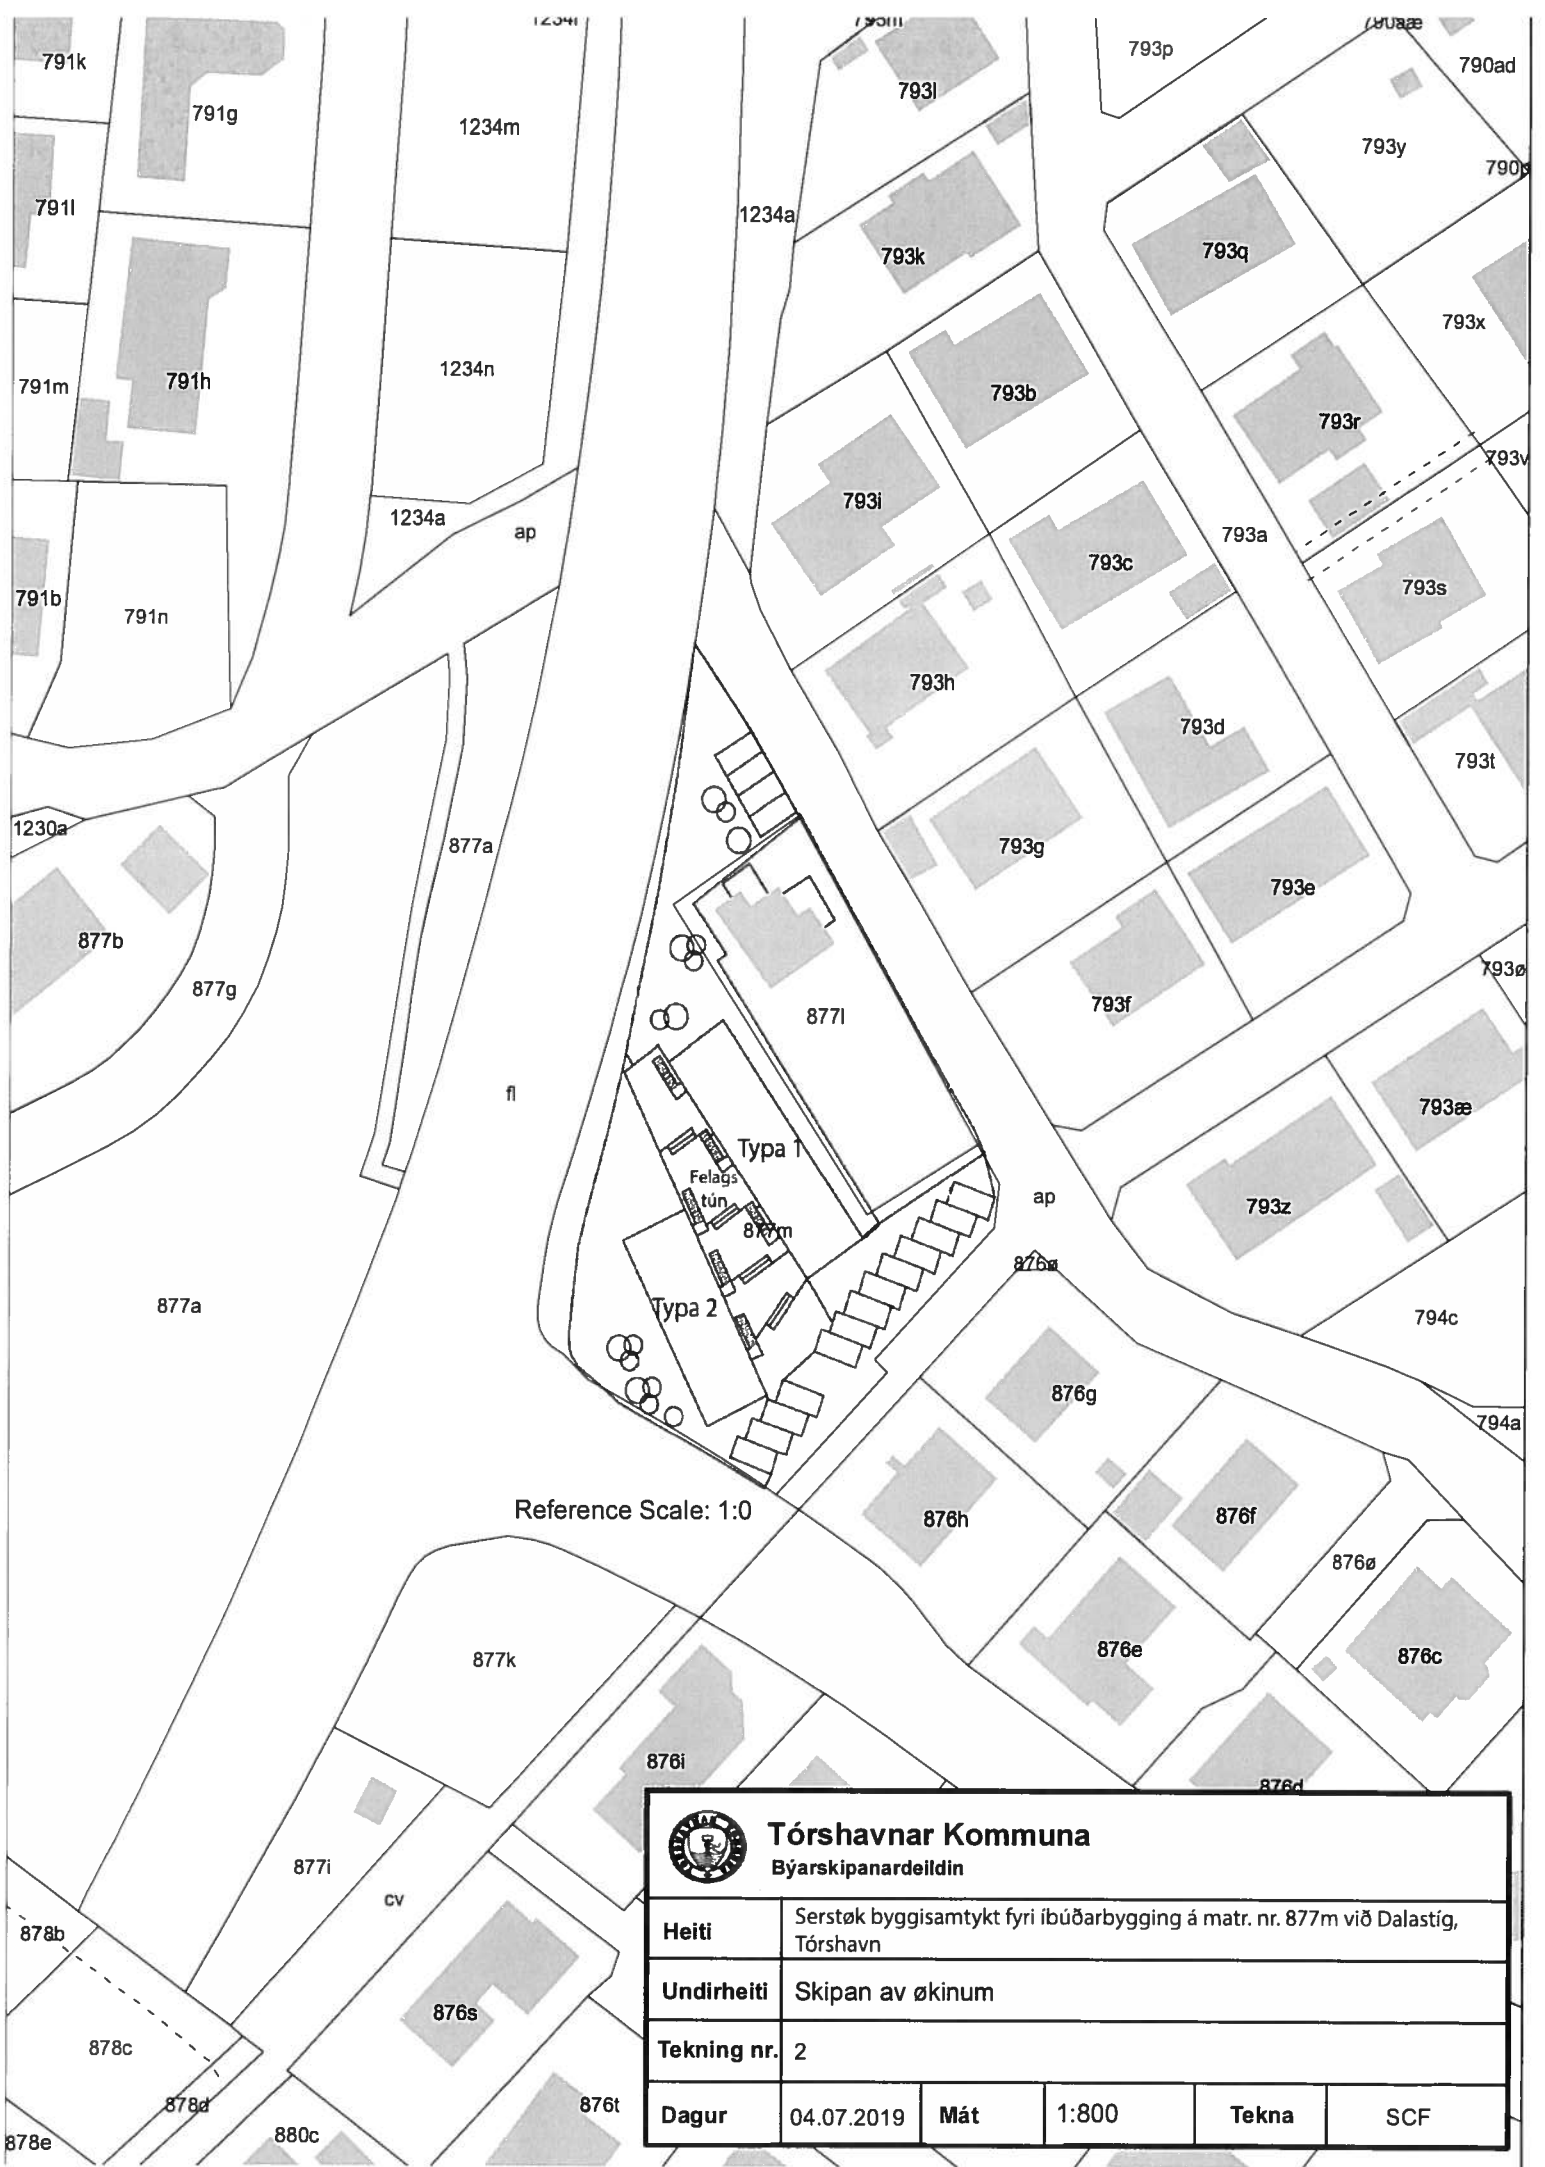 1234l
793m
790aæ
791k
793p
790ad
793l
791g
1234m
793y
790ø
791l
1234a
793k
793q
793x
1234n
791m
791h
793b
793r
793v
793i
1234a
ap
793a
793c
793s
791b
791n
793h
793d
793t
1230a
877a
793g
793e
877b
793ø
877g
793f
877l
fl
793æ
Typa 1
Felags
tún
ap
793z
877m
876ø
877a
Typa 2
794c
876g
794a
Reference Scale: 1:0
876h
876f
876ø
877k
876e
876c
876i
876d
877i
cv
878b
876s
878c
878d
876t
880c
878e
Tórshavnar Kommuna
Býarskipanardeildin
Heiti Serstøk byggisamtykt fyri íbúðarbygging á matr. nr. 877m við Dalastíg,
Tórshavn
Undirheiti Skipan av økinum
Tekning nr. 2
Dagur 04.07.2019 Mát 1:800 Tekna SCF